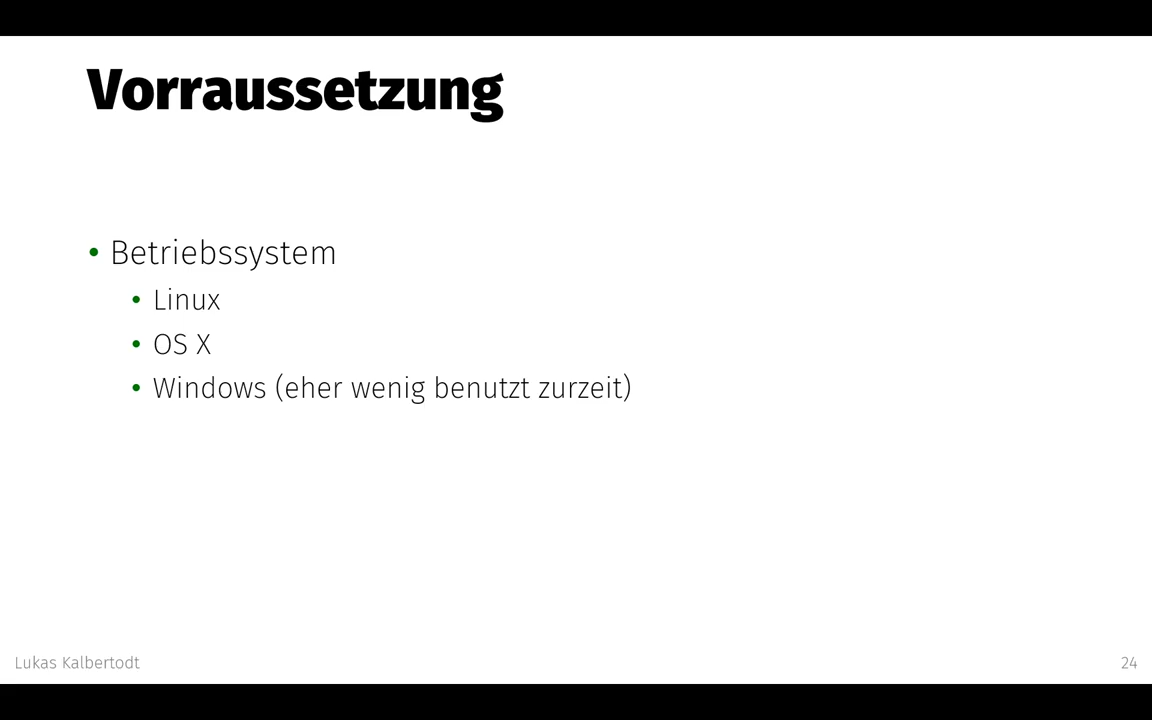 Vorraussetzung
• Betriebssystem
• Linux
• OS X
• Windows (eher wenig benutzt zurzeit)
Lukas Kalbertodt
24